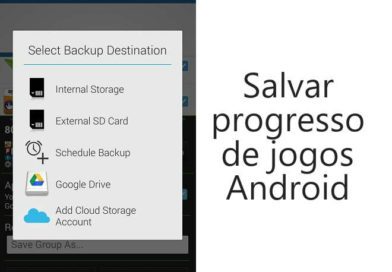 Select Backup Destination
Internal Storage
External SD Card
Schedule Backup
Google Drive
Add Cloud Storage
Account
Save Group As...
Salvar
progresso
de jogos
Android